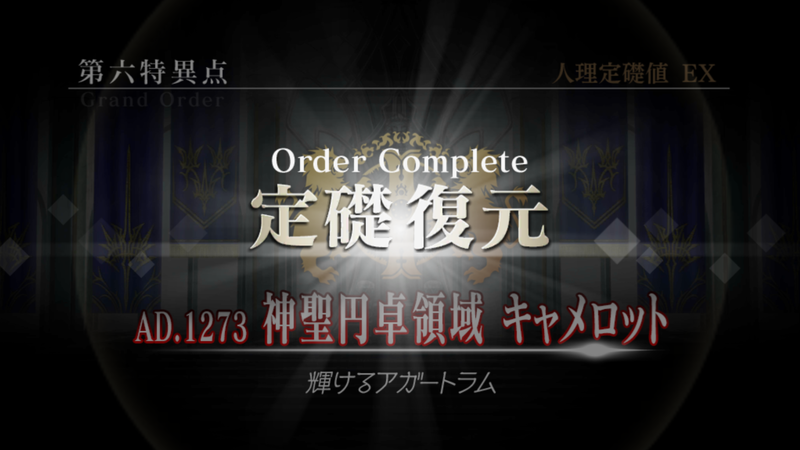 第六特異点
人理定礎値 EX
Grand Order
Order Complete
定礎復元
AD.1273 神聖円卓領域 キャメロット
輝けるアガートラム